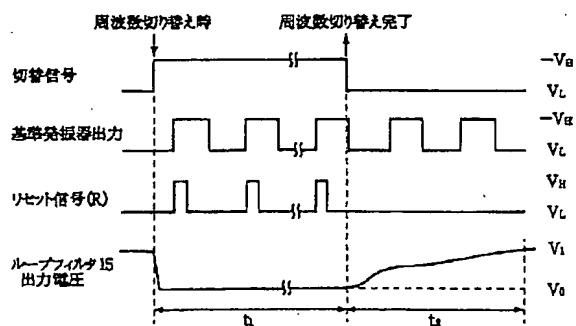 周波数切り替え時
周波数切り替え完了
切替信号
VH
VL
基準発振器出力
VH
VL
リセット信号(R)
VH
VL
ループフィルタ15
出力電圧
V1
V0
t1
t2